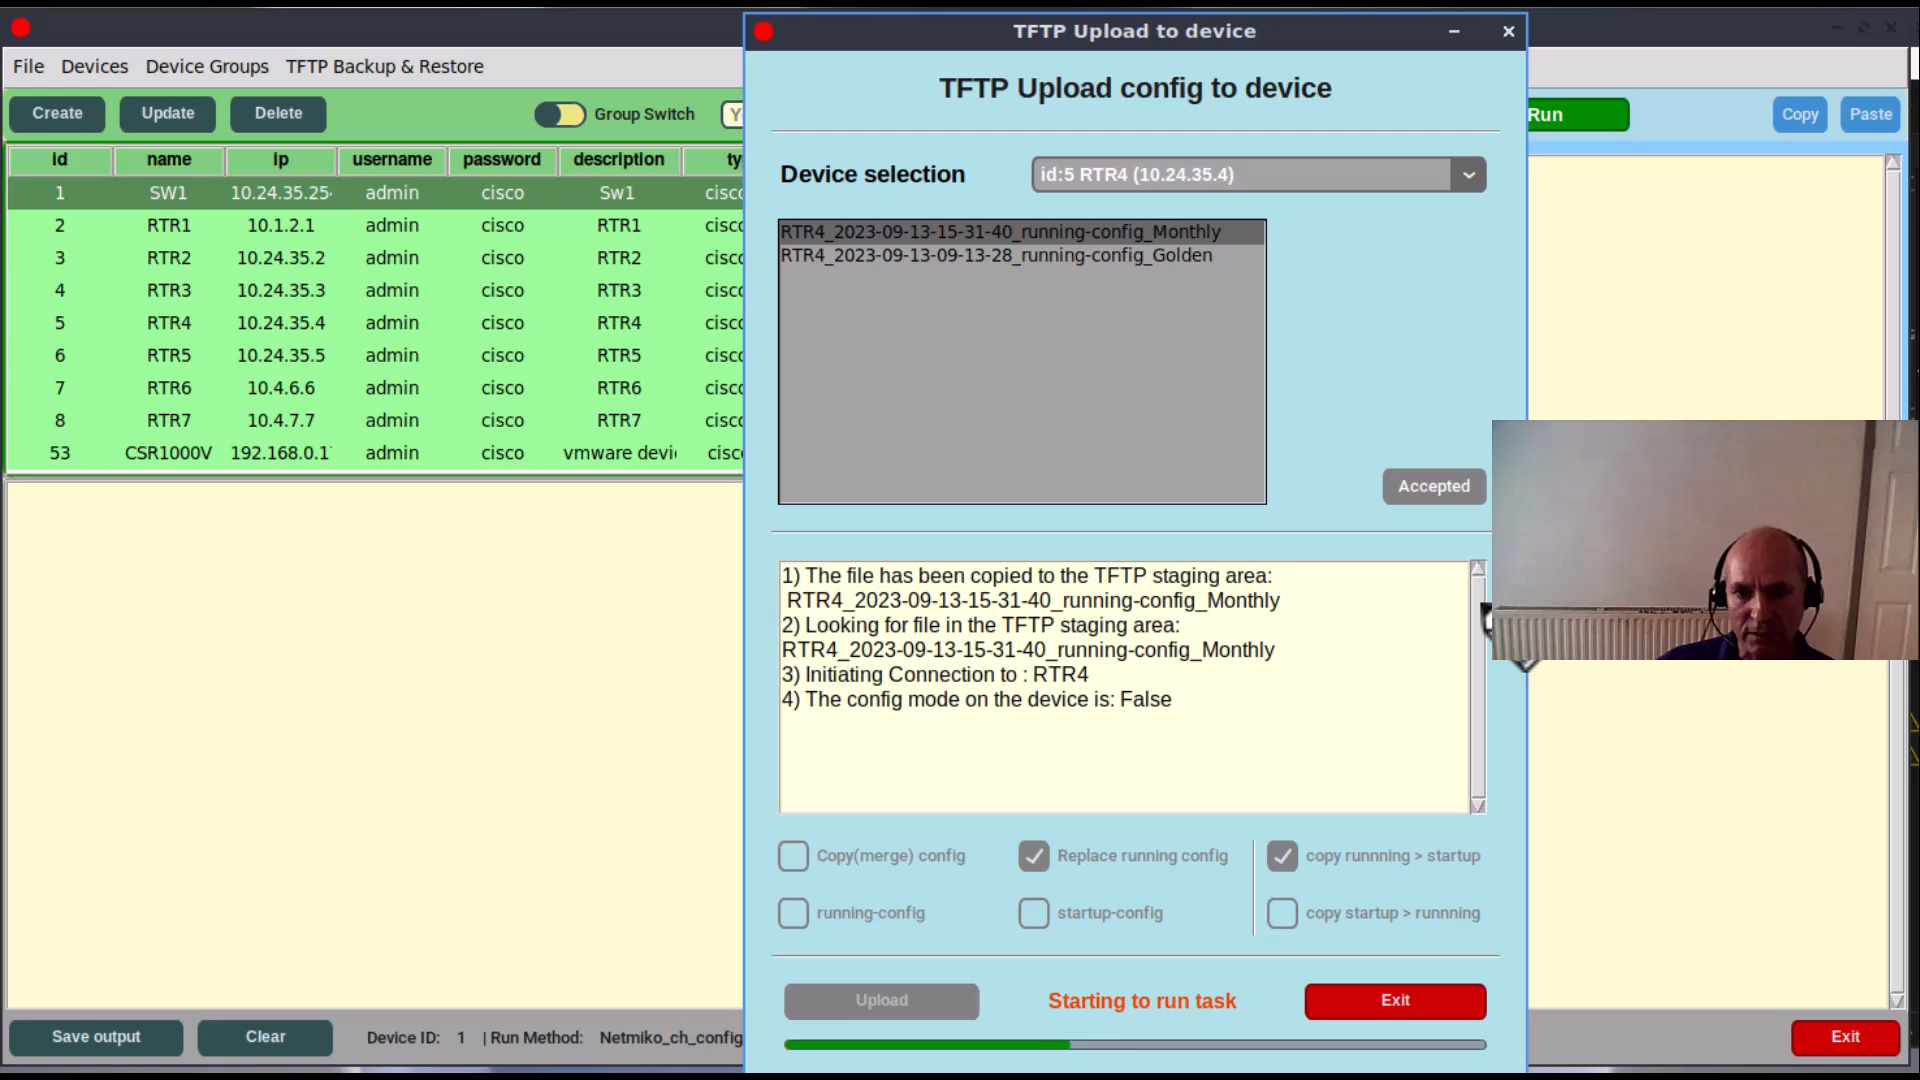 TFTP Upload to device
File Devices Device Groups TFTP Backup & Restore
TFTP Upload config to device
Create Update Delete Group Switch Run Copy Paste
id name ip username password description
1 SW1 10.24.35.25 admin cisco Sw1
2 RTR1 10.1.2.1 admin cisco RTR1
3 RTR2 10.24.35.2 admin cisco RTR2
4 RTR3 10.24.35.3 admin cisco RTR3
5 RTR4 10.24.35.4 admin cisco RTR4
6 RTR5 10.24.35.5 admin cisco RTR5
7 RTR6 10.4.6.6 admin cisco RTR6
8 RTR7 10.4.7.7 admin cisco RTR7
53 CSR1000V 192.168.0.1 admin cisco vmware devi
Device selection id:5 RTR4 (10.24.35.4)
RTR4_2023-09-13-15-31-40_running-config_Monthly
RTR4_2023-09-13-09-13-28_running-config_Golden
Accepted
1) The file has been copied to the TFTP staging area:
RTR4_2023-09-13-15-31-40_running-config_Monthly
2) Looking for file in the TFTP staging area:
RTR4_2023-09-13-15-31-40_running-config_Monthly
3) Initiating Connection to : RTR4
4) The config mode on the device is: False
Copy(merge) config Replace running config copy runnning > startup
running-config startup-config copy startup > runnning
Upload Starting to run task Exit
Save output Clear Device ID: 1 | Run Method: Netmiko_ch_config Exit